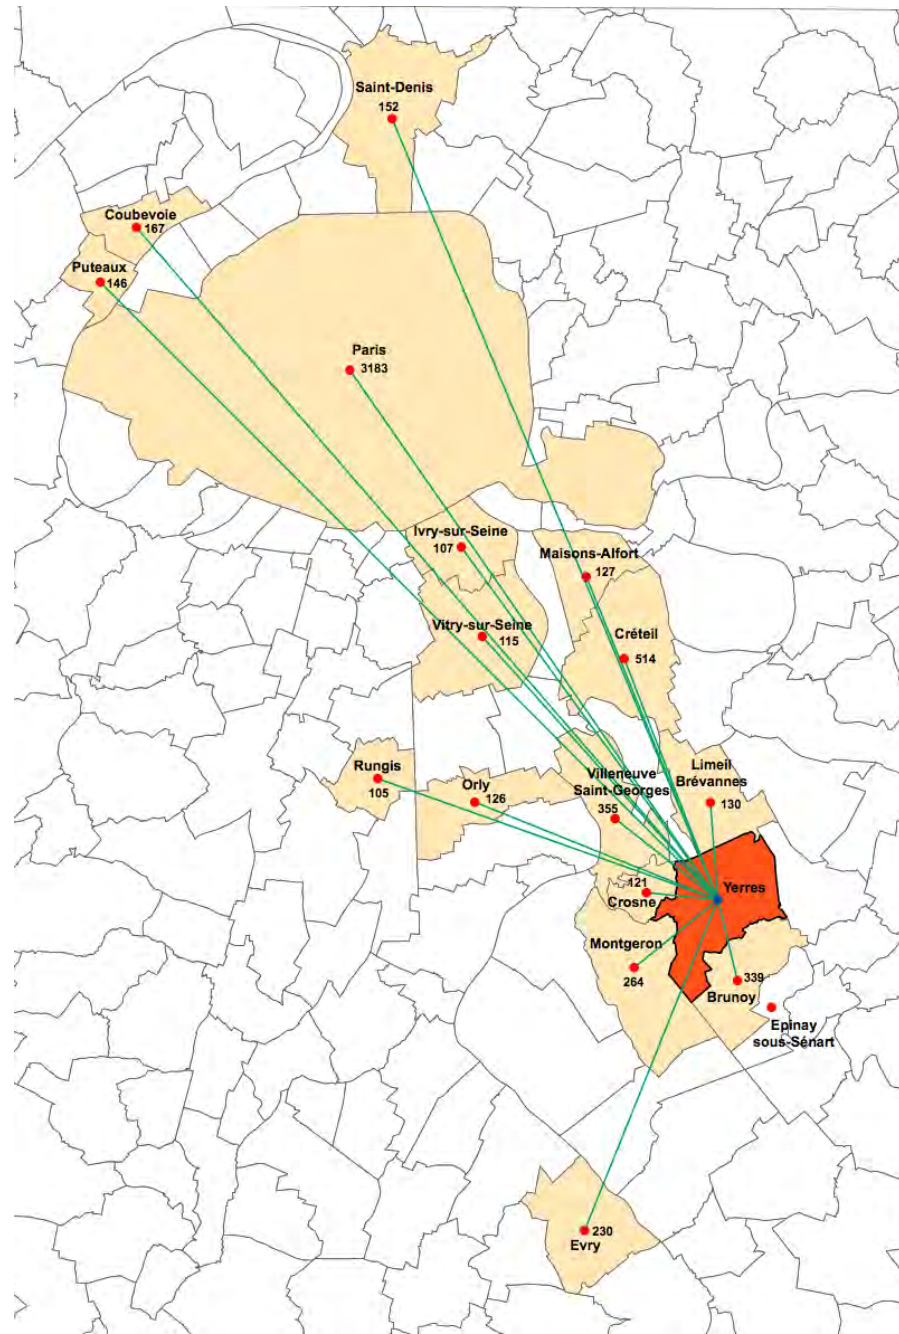 Saint-Denis
152
Coubevoie
167
Puteaux
146
Paris
3183
Ivry-sur-Seine
107
Maisons-Alfort
127
Vitry-sur-Seine
115
Créteil
514
Rungis
105
Orly
126
Villeneuve
Saint-Georges
355
Limeil
Brévannes
130
121
Crosne
Yerres
Montgeron
264
339
Brunoy
Epinay
sous-Sénart
230
Evry